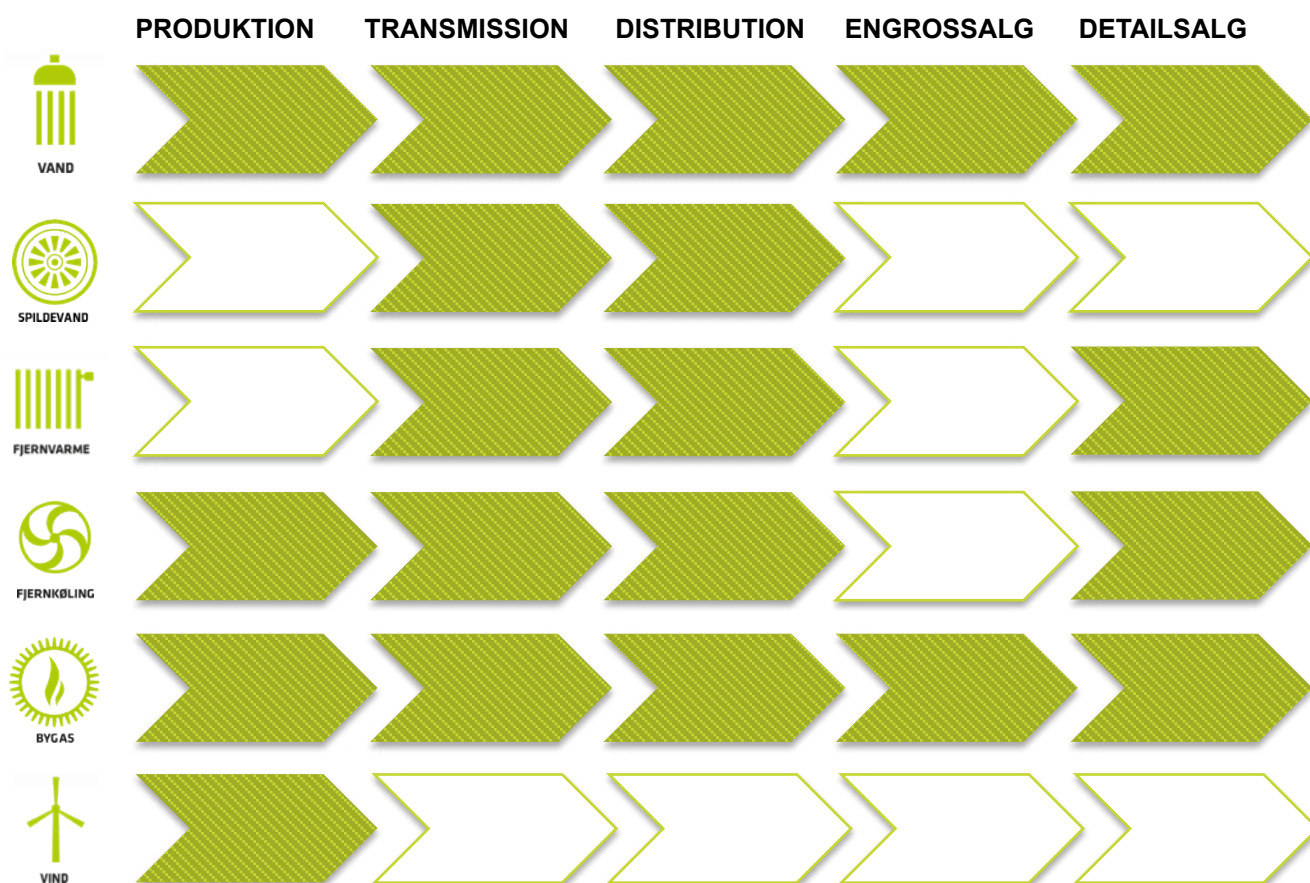 PRODUKTION TRANSMISSION DISTRIBUTION ENGROSSALG DETAILSALG
VAND
SPILDEVAND
FJERNVARME
FJERNKØLING
BYGAS
VIND